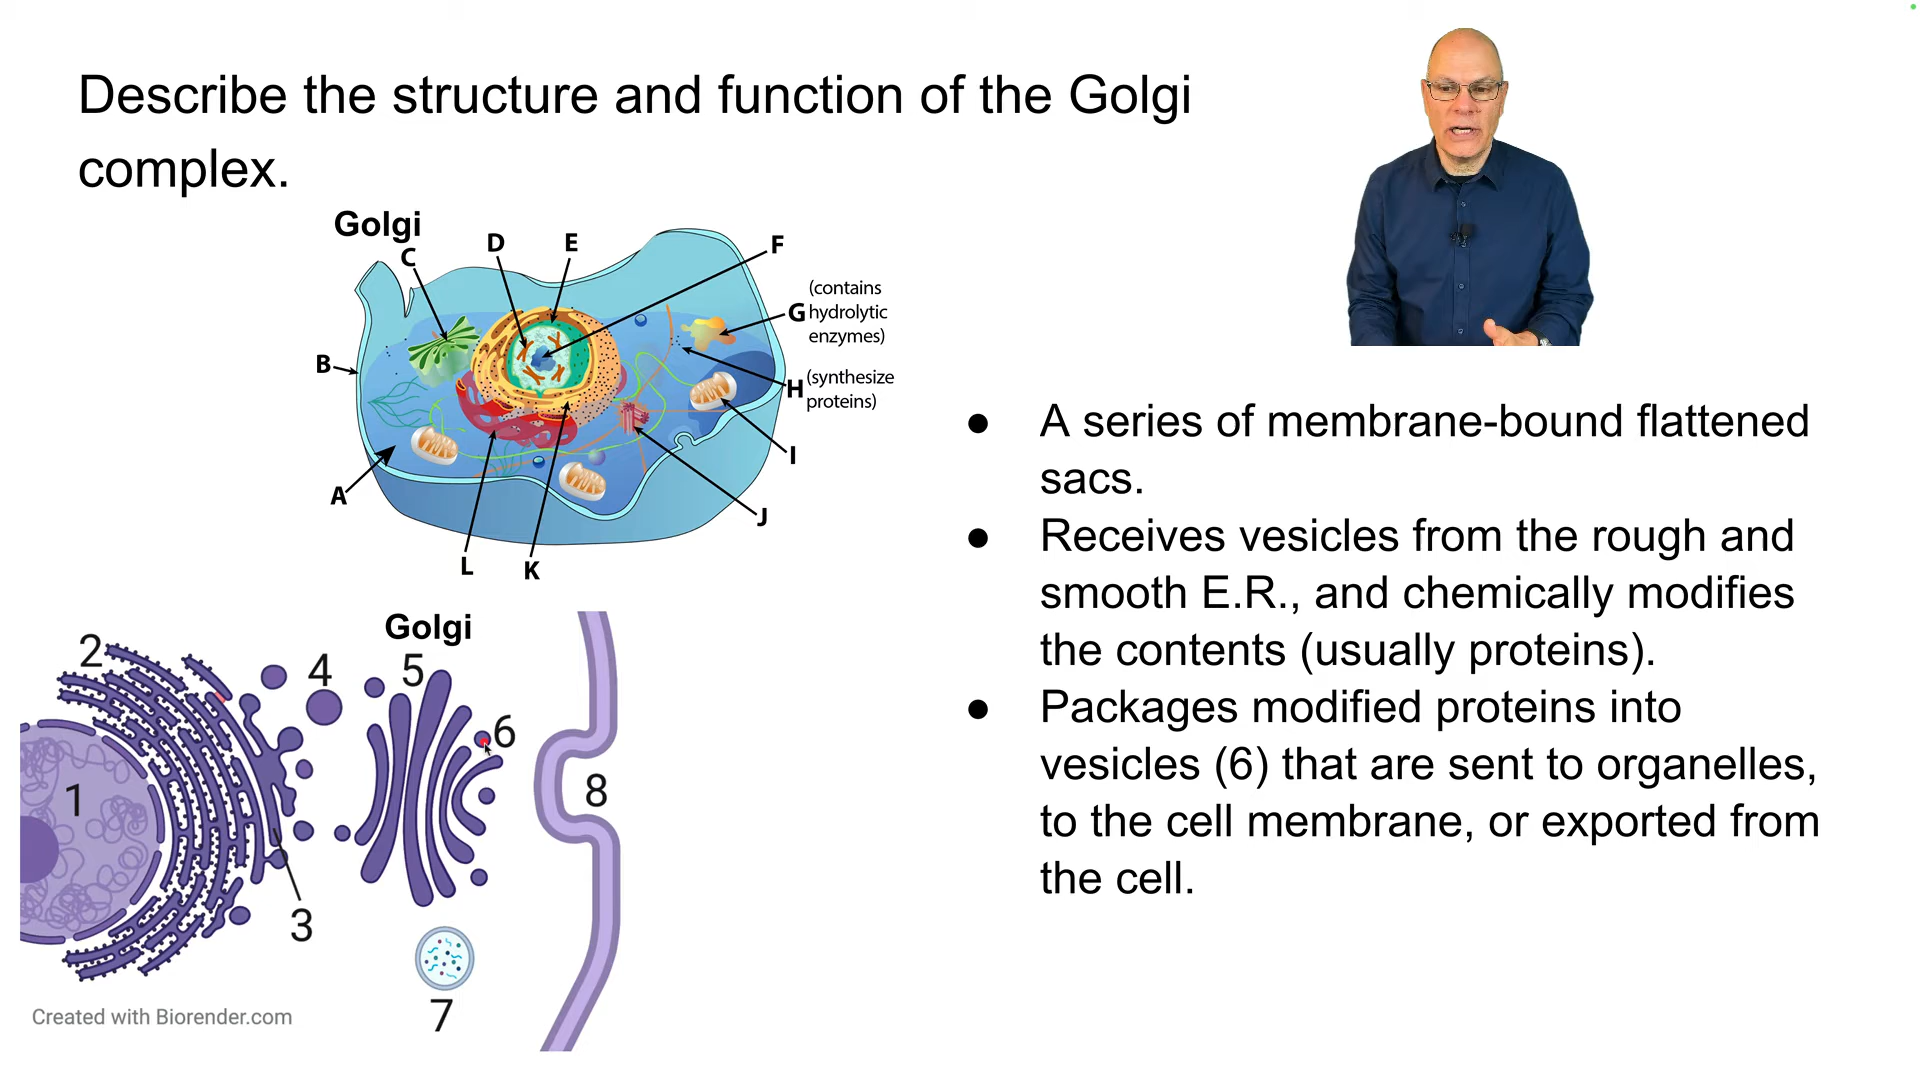 Describe the structure and function of the Golgi
complex.
Golgi
C
D
E
F
(contains
G hydrolytic
enzymes)
B
H (synthesize
proteins)
I
A
J
L
K
A series of membrane-bound flattened
sacs.
Receives vesicles from the rough and
smooth E.R., and chemically modifies
the contents (usually proteins).
Packages modified proteins into
vesicles (6) that are sent to organelles,
to the cell membrane, or exported from
the cell.
Golgi
2
4
5
6
1
8
3
7
Created with Biorender.com